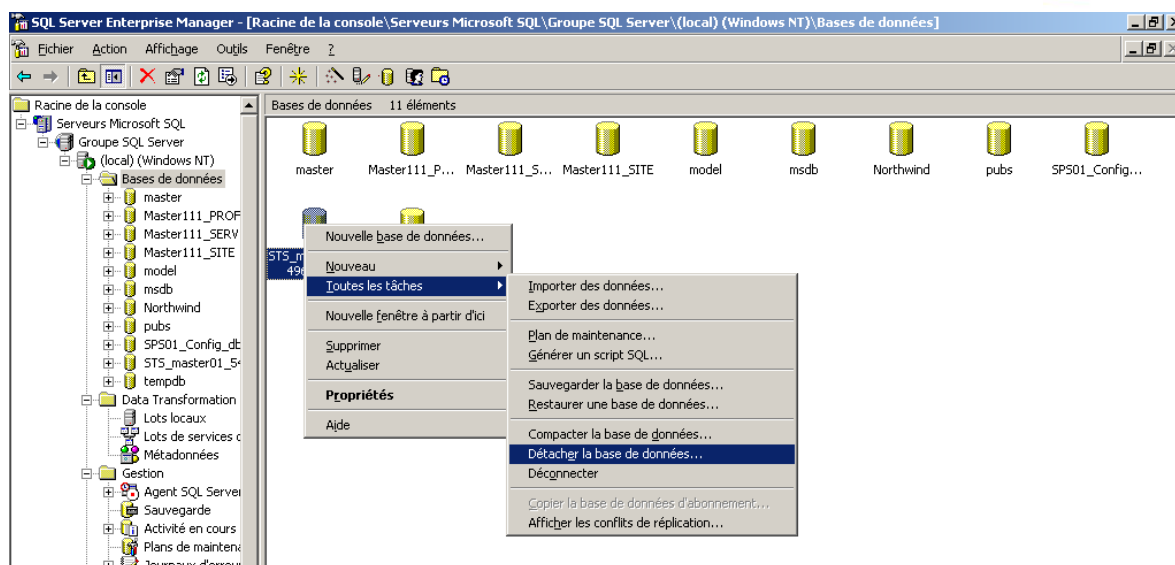 SQL Server Enterprise Manager - [Racine de la console\Serveurs Microsoft SQL\Groupe SQL Server\(local) (Windows NT)\Bases de données]
Fichier Action Affichage Outils Fenêtre ?
Racine de la console
Serveurs Microsoft SQL
Groupe SQL Server
(local) (Windows NT)
Bases de données
master
Master111_PROF
Master111_SERV
Master111_SITE
model
msdb
Northwind
pubs
SPS01_Config_db
STS_master01_54
tempdb
Data Transformation
Lots locaux
Lots de services
Métadonnées
Gestion
Agent SQL Server
Sauvegarde
Activité en cours
Plans de maintena
Journaux d'erreu
Bases de données 11 éléments
master Master111_P... Master111_S... Master111_SITE model msdb Northwind pubs SPS01_Config...
STS_m
496
Nouvelle base de données...
Nouveau
Toutes les tâches
Nouvelle fenêtre à partir d'ici
Supprimer
Actualiser
Propriétés
Aide
Importer des données...
Exporter des données...
Plan de maintenance...
Générer un script SQL...
Sauvegarder la base de données...
Restaurer une base de données...
Compacter la base de données...
Détacher la base de données...
Déconnecter
Copier la base de données d'abonnement...
Afficher les conflits de réplication...